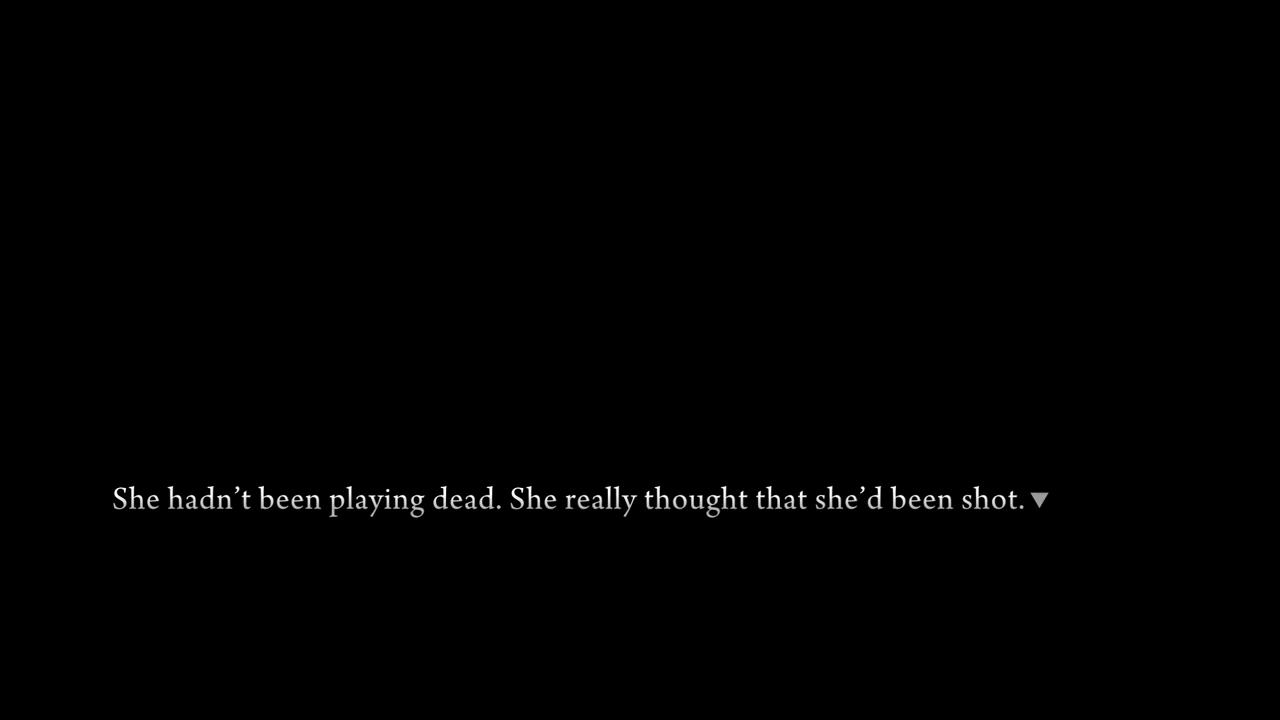 She hadn’t been playing dead. She really thought that she’d been shot.